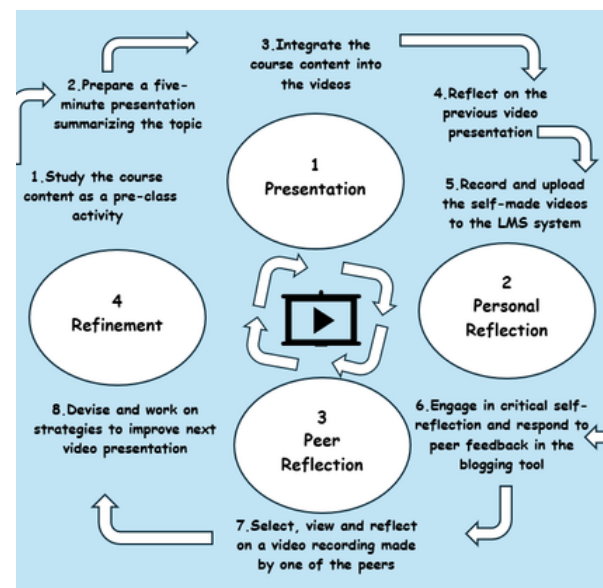 3.Integrate the
course content into
the videos
2.Prepare a five-
minute presentation
summarizing the topic
4.Reflect on the
previous video
presentation
1.Study the course
content as a pre-class
activity
1
Presentation
5.Record and upload
the self-made videos
to the LMS system
4
Refinement
2
Personal
Reflection
8.Devise and work on
strategies to improve next
video presentation
3
Peer
Reflection
6.Engage in critical self-
reflection and respond to
peer feedback in the
blogging tool
7.Select, view and reflect
on a video recording made
by one of the peers